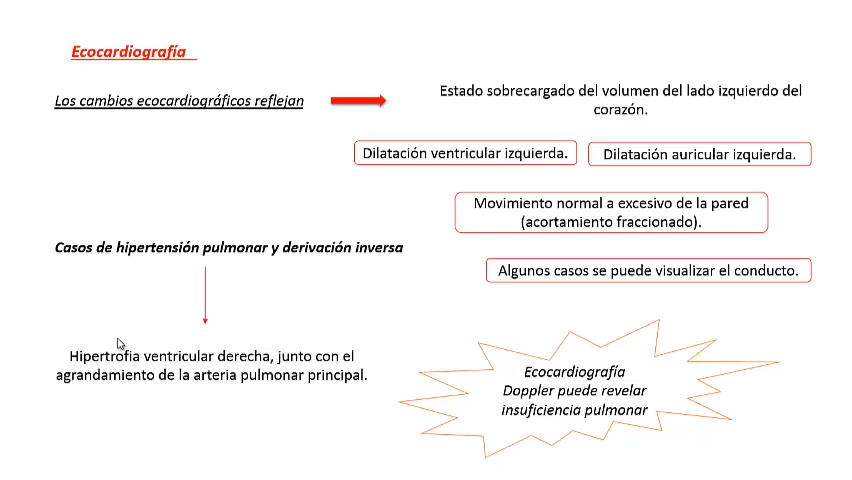 Ecocardiografía
Los cambios ecocardiográficos reflejan
Estado sobrecargado del volumen del lado izquierdo del
corazón.
Dilatación ventricular izquierda.
Dilatación auricular izquierda.
Movimiento normal a excesivo de la pared
(acortamiento fraccionado).
Casos de hipertensión pulmonar y derivación inversa
Algunos casos se puede visualizar el conducto.
Hipertrofia ventricular derecha, junto con el
agrandamiento de la arteria pulmonar principal.
Ecocardiografía
Doppler puede revelar
insuficiencia pulmonar